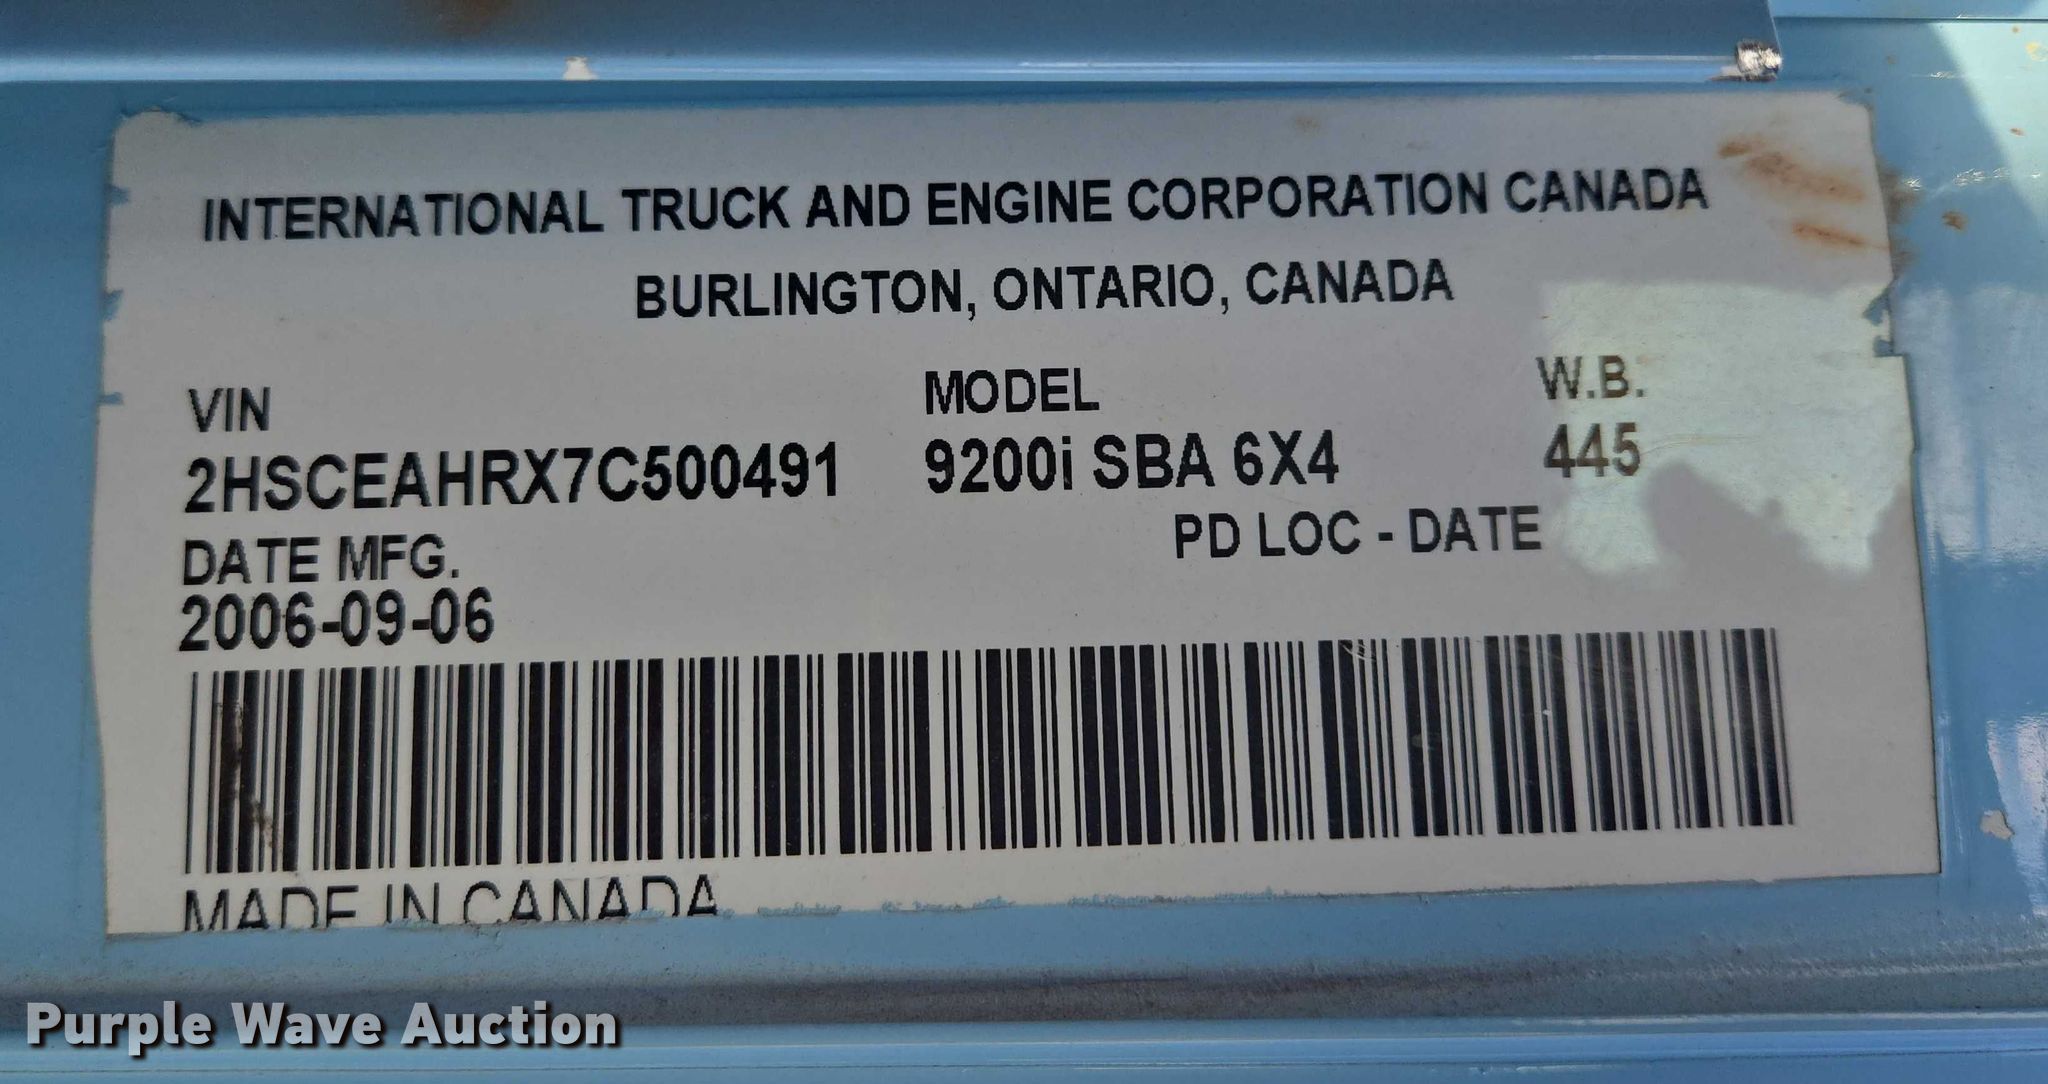 INTERNATIONAL TRUCK AND ENGINE CORPORATION CANADA
BURLINGTON, ONTARIO, CANADA
VIN MODEL W.B.
2HSCEAHRX7C500491 9200i SBA 6X4 445
DATE MFG. PD LOC - DATE
2006-09-06
MADE IN CANADA
Purple Wave Auction